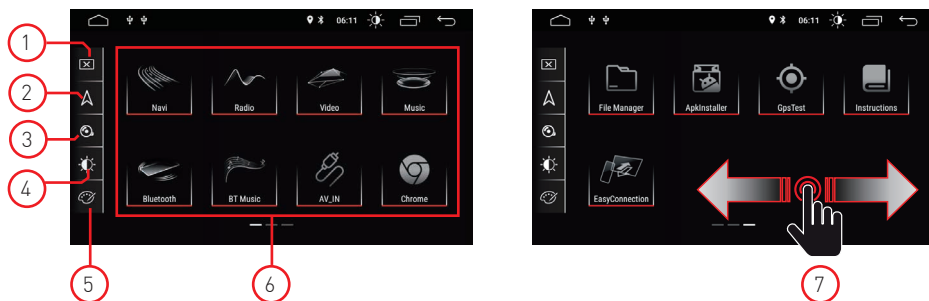 06:11
1
2
3
4
Navi Radio Video Music
Bluetooth BT Music AV_IN Chrome
5
6
06:11
File Manager ApkInstaller GpsTest Instructions
EasyConnection
7